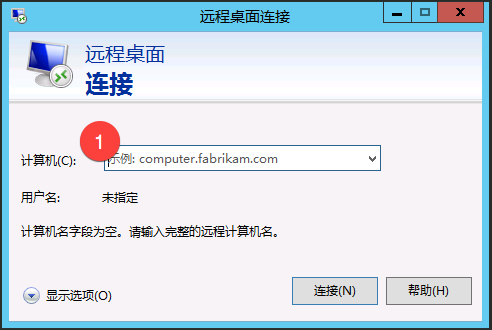 远程桌面连接
远程桌面
连接
1
计算机(C): 示例: computer.fabrikam.com
用户名: 未指定
计算机名字段为空。请输入完整的远程计算机名。
显示选项(O) 连接(N) 帮助(H)